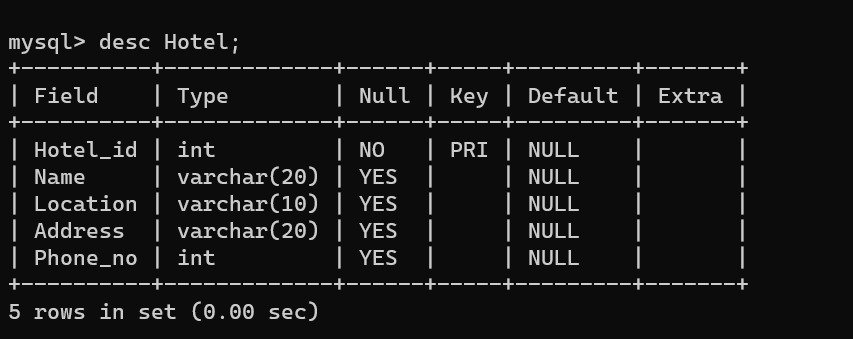 mysql> desc Hotel;
+----------+-------------+------+-----+---------+-------+
| Field    | Type        | Null | Key | Default | Extra |
+----------+-------------+------+-----+---------+-------+
| Hotel_id | int         | NO   | PRI | NULL    |       |
| Name     | varchar(20) | YES  |     | NULL    |       |
| Location | varchar(10) | YES  |     | NULL    |       |
| Address  | varchar(20) | YES  |     | NULL    |       |
| Phone_no | int         | YES  |     | NULL    |       |
+----------+-------------+------+-----+---------+-------+
5 rows in set (0.00 sec)